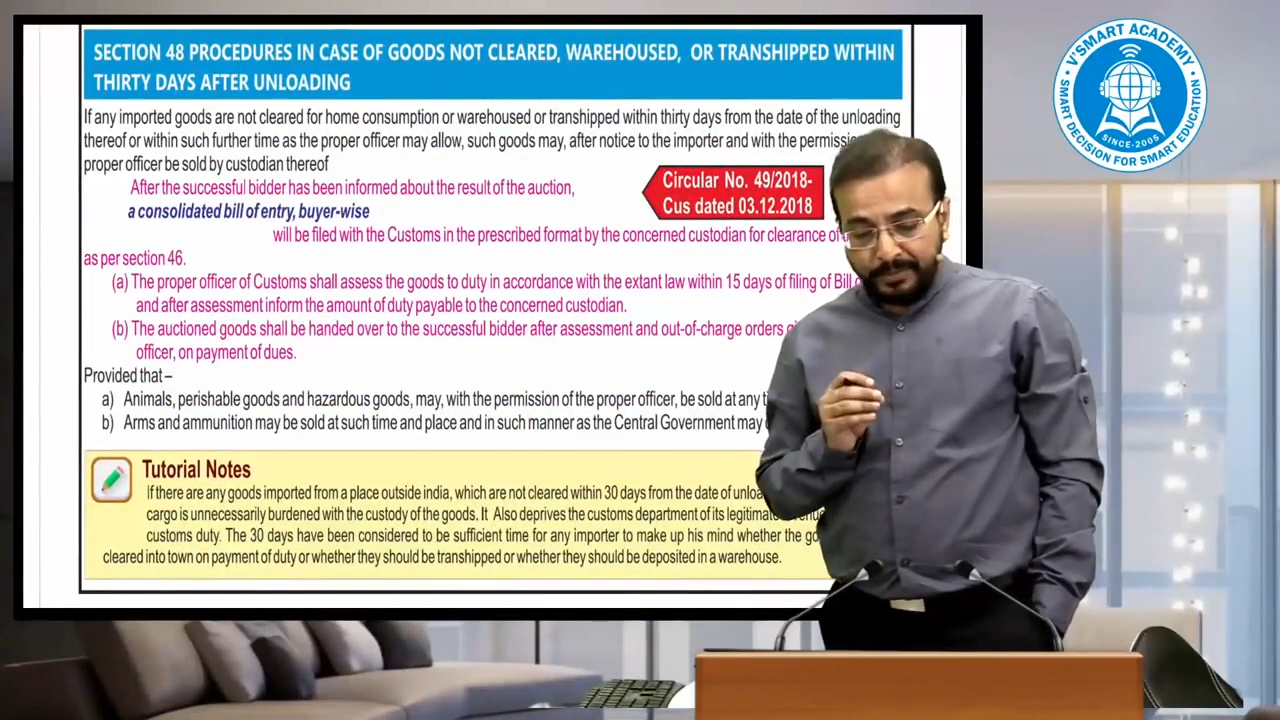 SECTION 48 PROCEDURES IN CASE OF GOODS NOT CLEARED, WAREHOUSED, OR TRANSHIPPED WITHIN
THIRTY DAYS AFTER UNLOADING
If any imported goods are not cleared for home consumption or warehoused or transhipped within thirty days from the date of the unloading
thereof or within such further time as the proper officer may allow, such goods may, after notice to the importer and with the
proper officer be sold by custodian thereof
After the successful bidder has been informed about the result of the auction,
a consolidated bill of entry, buyer-wise
Circular No. 49/2018-
Cus dated 03.12.2018
will be filed with the Customs in the prescribed format by the concerned custodian for clearance of
as per section 46.
(a) The proper officer of Customs shall assess the goods to duty in accordance with the extant law within 15 days of filing of Bill
and after assessment inform the amount of duty payable to the concerned custodian.
(b) The auctioned goods shall be handed over to the successful bidder after assessment and out-of-charge orders
officer, on payment of dues.
Provided that –
a) Animals, perishable goods and hazardous goods, may, with the permission of the proper officer, be sold at any
b) Arms and ammunition may be sold at such time and place and in such manner as the Central Government may
Tutorial Notes
If there are any goods imported from a place outside india, which are not cleared within 30 days from the date of
cargo is unnecessarily burdened with the custody of the goods. It Also deprives the customs department of its legitimate
customs duty. The 30 days have been considered to be sufficient time for any importer to make up his mind whether the
cleared into town on payment of duty or whether they should be transhipped or whether they should be deposited in a warehouse.
V'SMART ACADEMY
SMART DECISION FOR SMART EDUCATION
SINCE-2005